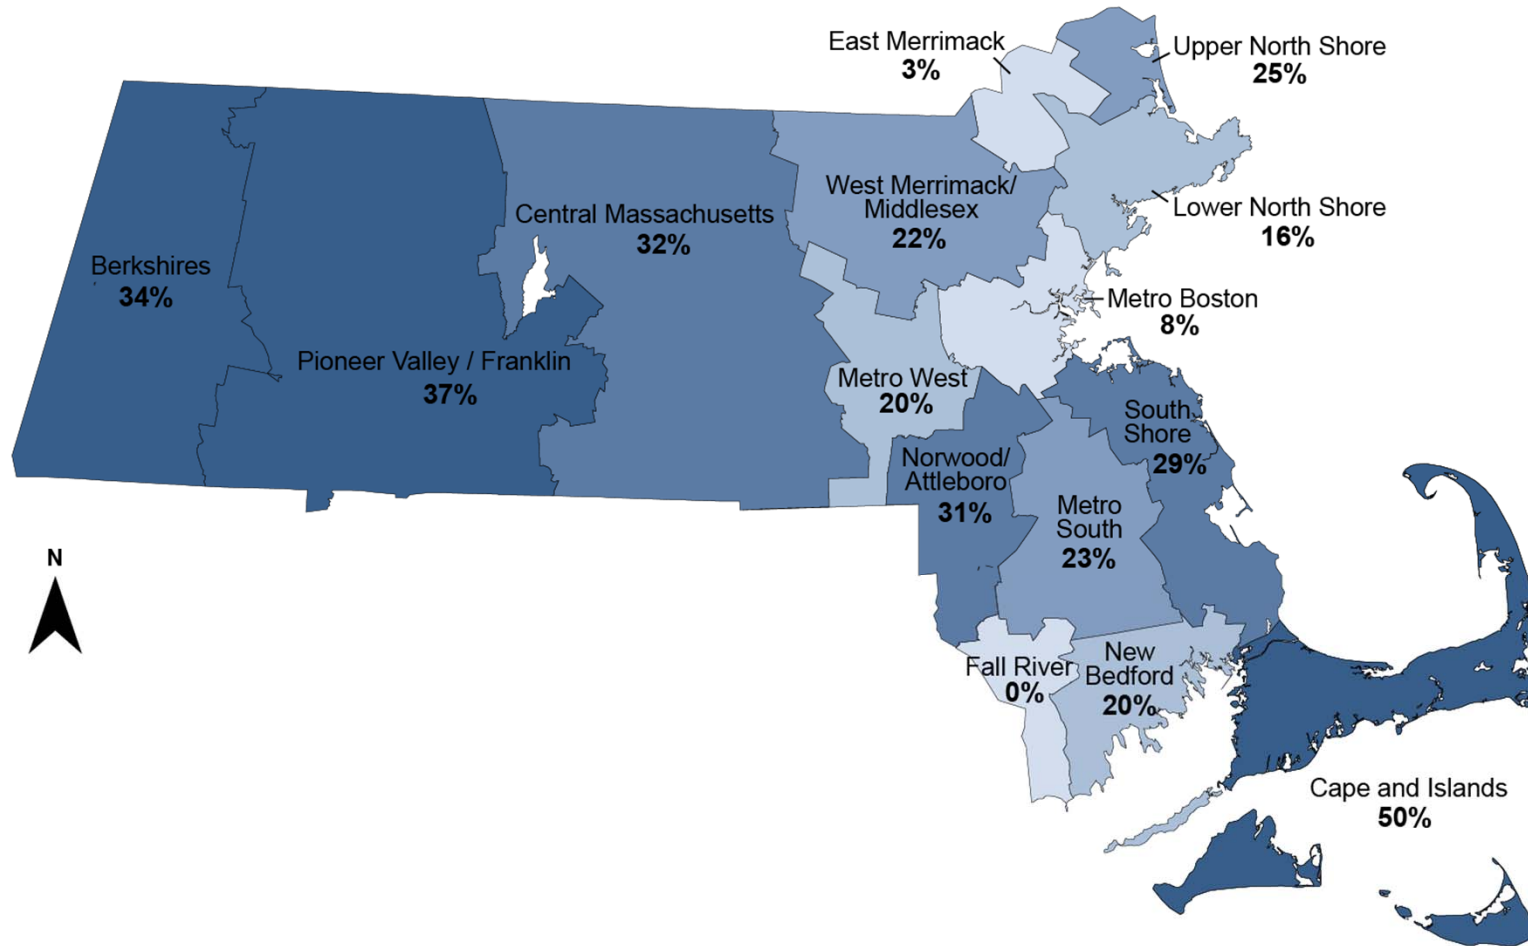 East Merrimack
3%
Upper North Shore
25%
West Merrimack/
Middlesex
22%
Lower North Shore
16%
Central Massachusetts
32%
Berkshires
34%
Metro Boston
8%
Pioneer Valley / Franklin
37%
Metro West
20%
South
Shore
29%
Norwood/
Attleboro
31%
Metro
South
23%
N
Fall River
0%
New
Bedford
20%
Cape and Islands
50%